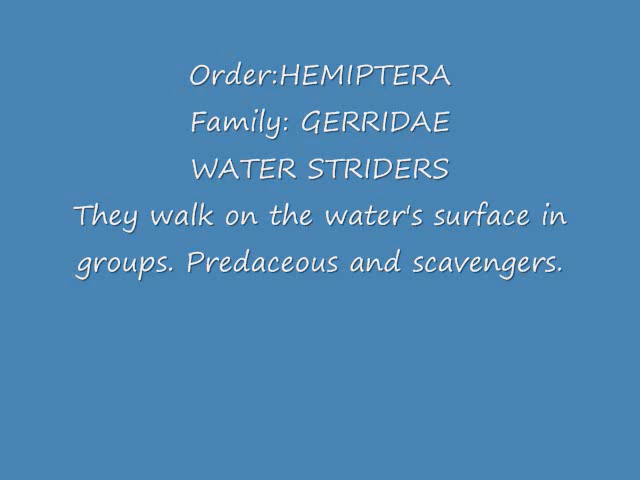 Order:HEMIPTERA
Family: GERRIDAE
WATER STRIDERS
They walk on the water's surface in
groups. Predaceous and scavengers.